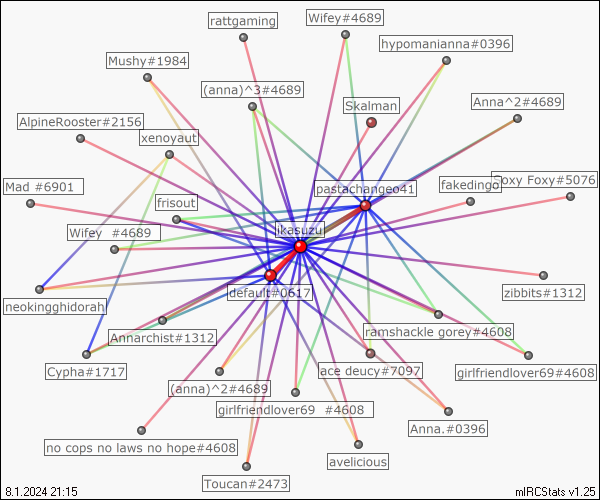 rattgaming
Wifey#4689
hypomanianna#0396
Mushy#1984
(anna)^3#4689
Skalman
Anna^2#4689
AlpineRooster#2156
xenoyaut
pastachangeo41
fakedingo
Soxy Foxy#5076
Mad #6901
frisout
Wifey #4689
likasuzu
default#0617
zibbits#1312
neokingghidorah
Annarchist#1312
ramshackle gorey#4608
Cypha#1717
(anna)^2#4689
ace deucy#7097
girlfriendlover69#4608
girlfriendlover69 #4608
Anna.#0396
no cops no laws no hope#4608
avelicious
Toucan#2473
8.1.2024 21:15
mIRCStats v1.25